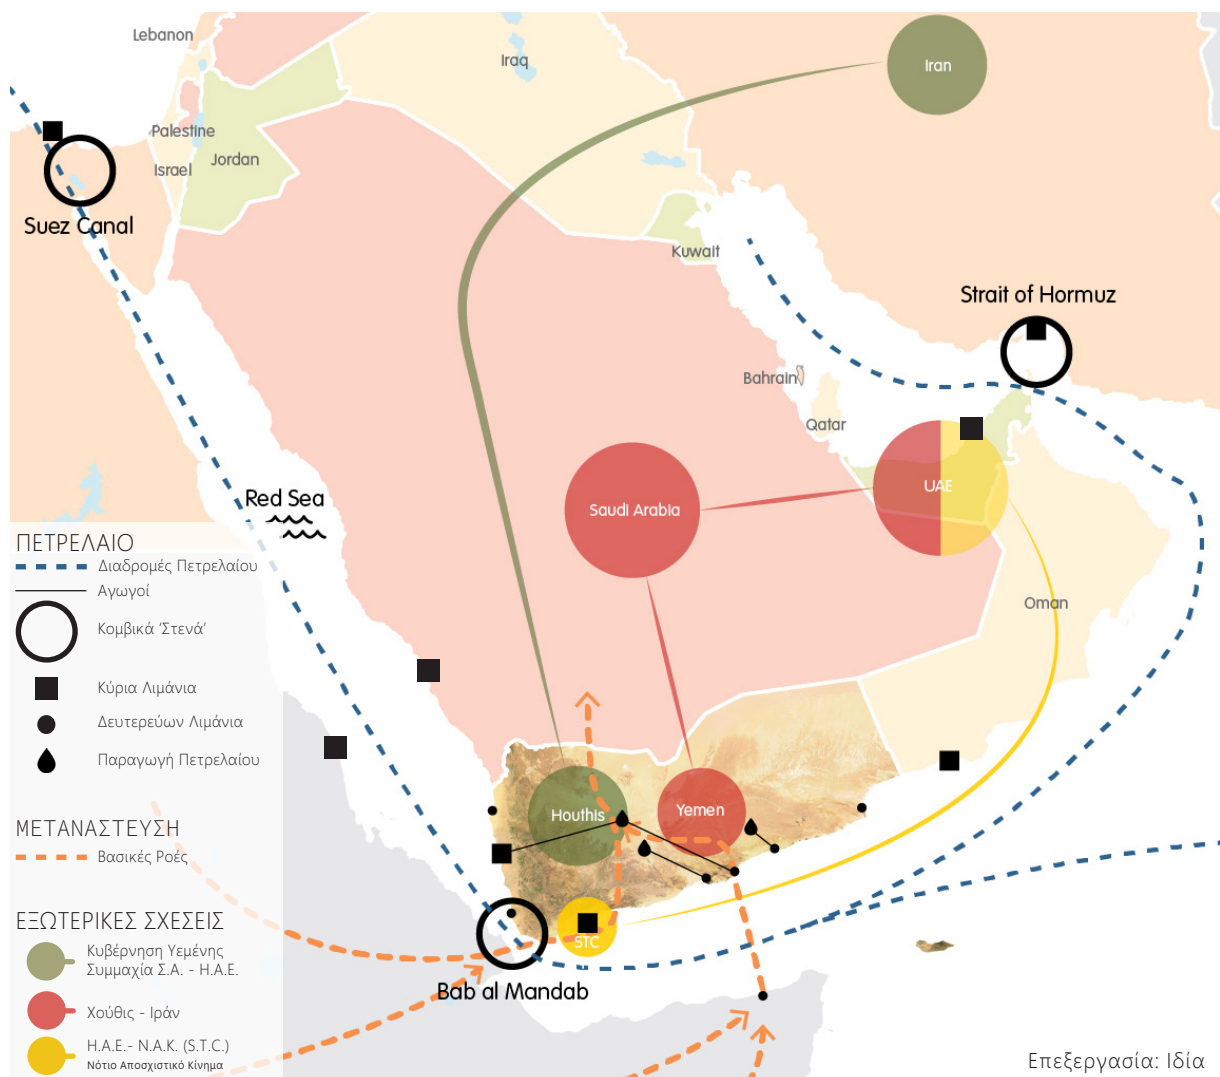 Lebanon
Iraq
Iran
Palestine
Israel
Jordan
Suez Canal
Kuwait
Strait of Hormuz
Bahrain
Qatar
UAE
Saudi Arabia
Red Sea
Oman
Houthis
Yemen
STC
Bab al Mandab
ΠΕΤΡΕΛΑΙΟ
Διαδρομές Πετρελαίου
Αγωγοί
Κομβικά ‘Στενά’
Κύρια Λιμάνια
Δευτερεύων Λιμάνια
Παραγωγή Πετρελαίου
ΜΕΤΑΝΑΣΤΕΥΣΗ
Βασικές Ροές
ΕΞΩΤΕΡΙΚΕΣ ΣΧΕΣΕΙΣ
Κυβέρνηση Υεμένης
Συμμαχία Σ.Α. - Η.Α.Ε.
Χούθις - Ιράν
Η.Α.Ε.- Ν.Α.Κ. (S.T.C.)
Νότιο Αποσχιστικό Κίνημα
Επεξεργασία: Ιδία